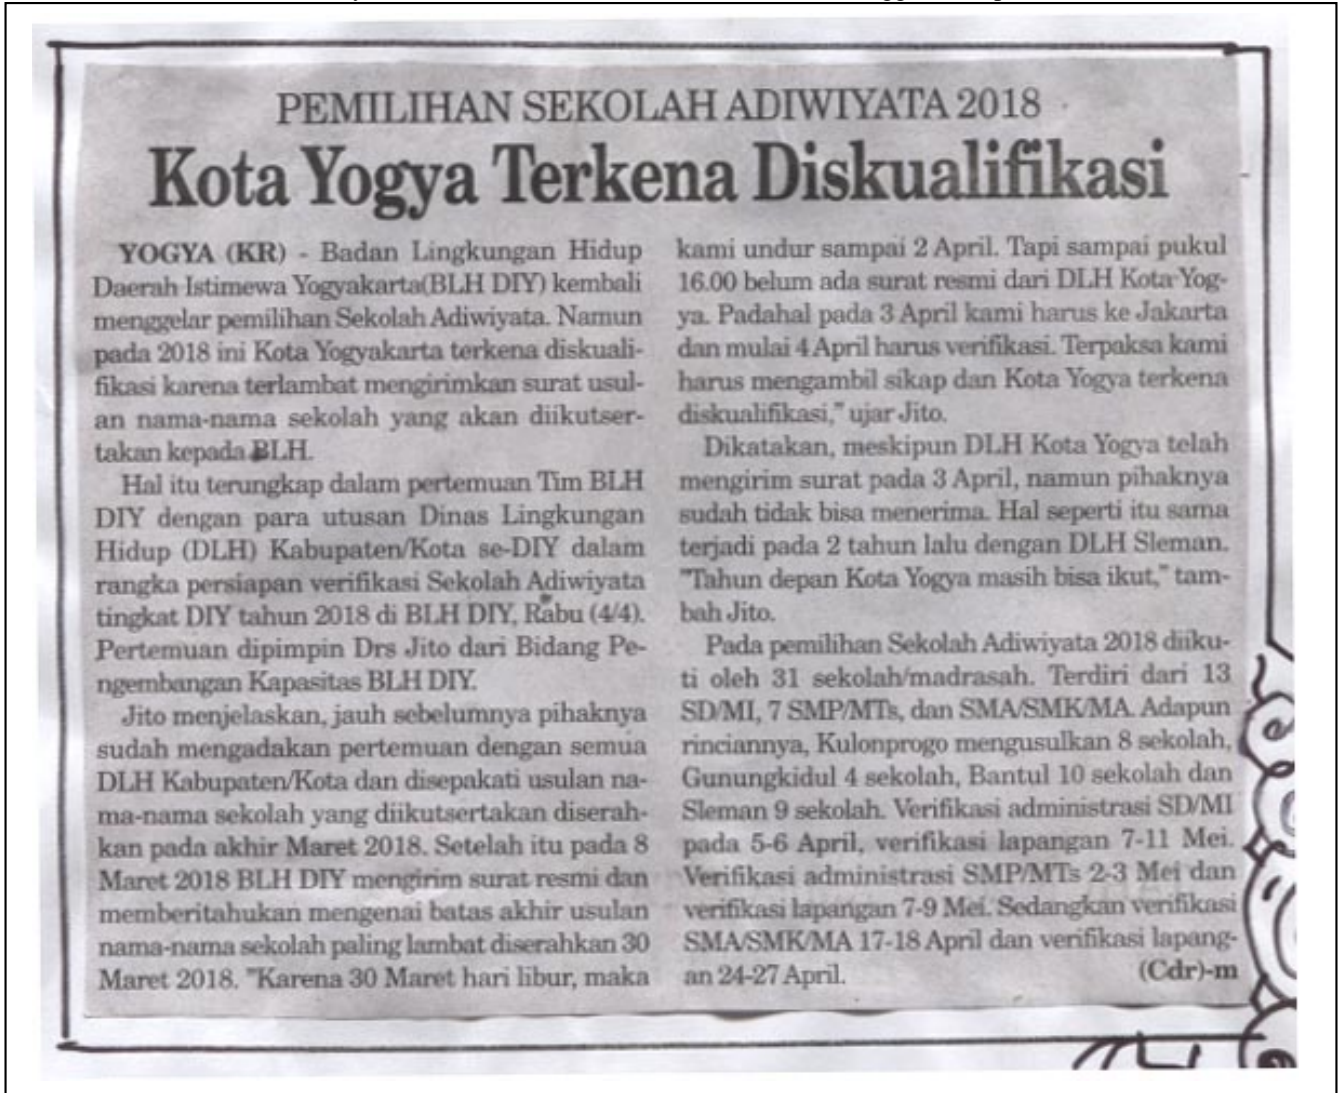 PEMILIHAN SEKOLAH ADIWIYATA 2018
Kota Yogya Terkena Diskualifikasi
YOGYA (KR) - Badan Lingkungan Hidup
Daerah Istimewa Yogyakarta(BLH DIY) kembali
menggelar pemilihan Sekolah Adiwiyata. Namun
pada 2018 ini Kota Yogyakarta terkena diskuali-
fikasi karena terlambat mengirimkan surat usul-
an nama-nama sekolah yang akan diikutser-
takan kepada BLH.
Hal itu terungkap dalam pertemuan Tim BLH
DIY dengan para utusan Dinas Lingkungan
Hidup (DLH) Kabupaten/Kota se-DIY dalam
rangka persiapan verifikasi Sekolah Adiwiyata
tingkat DIY tahun 2018 di BLH DIY, Rabu (4/4).
Pertemuan dipimpin Drs Jito dari Bidang Pe-
ngembangan Kapasitas BLH DIY.
Jito menjelaskan, jauh sebelumnya pihaknya
sudah mengadakan pertemuan dengan semua
DLH Kabupaten/Kota dan disepakati usulan na-
ma-nama sekolah yang diikutsertakan diserah-
kan pada akhir Maret 2018. Setelah itu pada 8
Maret 2018 BLH DIY mengirim surat resmi dan
memberitahukan mengenai batas akhir usulan
nama-nama sekolah paling lambat diserahkan 30
Maret 2018. "Karena 30 Maret hari libur, maka
kami undur sampai 2 April. Tapi sampai pukul
16.00 belum ada surat resmi dari DLH Kota Yog-
ya. Padahal pada 3 April kami harus ke Jakarta
dan mulai 4 April harus verifikasi. Terpaksa kami
harus mengambil sikap dan Kota Yogya terkena
diskualifikasi," ujar Jito.
Dikatakan, meskipun DLH Kota Yogya telah
mengirim surat pada 3 April, namun pihaknya
sudah tidak bisa menerima. Hal seperti itu sama
terjadi pada 2 tahun lalu dengan DLH Sleman.
"Tahun depan Kota Yogya masih bisa ikut," tam-
bah Jito.
Pada pemilihan Sekolah Adiwiyata 2018 diiku-
ti oleh 31 sekolah/madrasah. Terdiri dari 13
SD/MI, 7 SMP/MTs, dan SMA/SMK/MA. Adapun
rinciannya, Kulonprogo mengusulkan 8 sekolah,
Gunungkidul 4 sekolah, Bantul 10 sekolah dan
Sleman 9 sekolah. Verifikasi administrasi SD/MI
pada 5-6 April, verifikasi lapangan 7-11 Mei.
Verifikasi administrasi SMP/MTs 2-3 Mei dan
verifikasi lapangan 7-9 Mei. Sedangkan verifikasi
SMA/SMK/MA 17-18 April dan verifikasi lapang-
an 24-27 April. (Cdr)-m